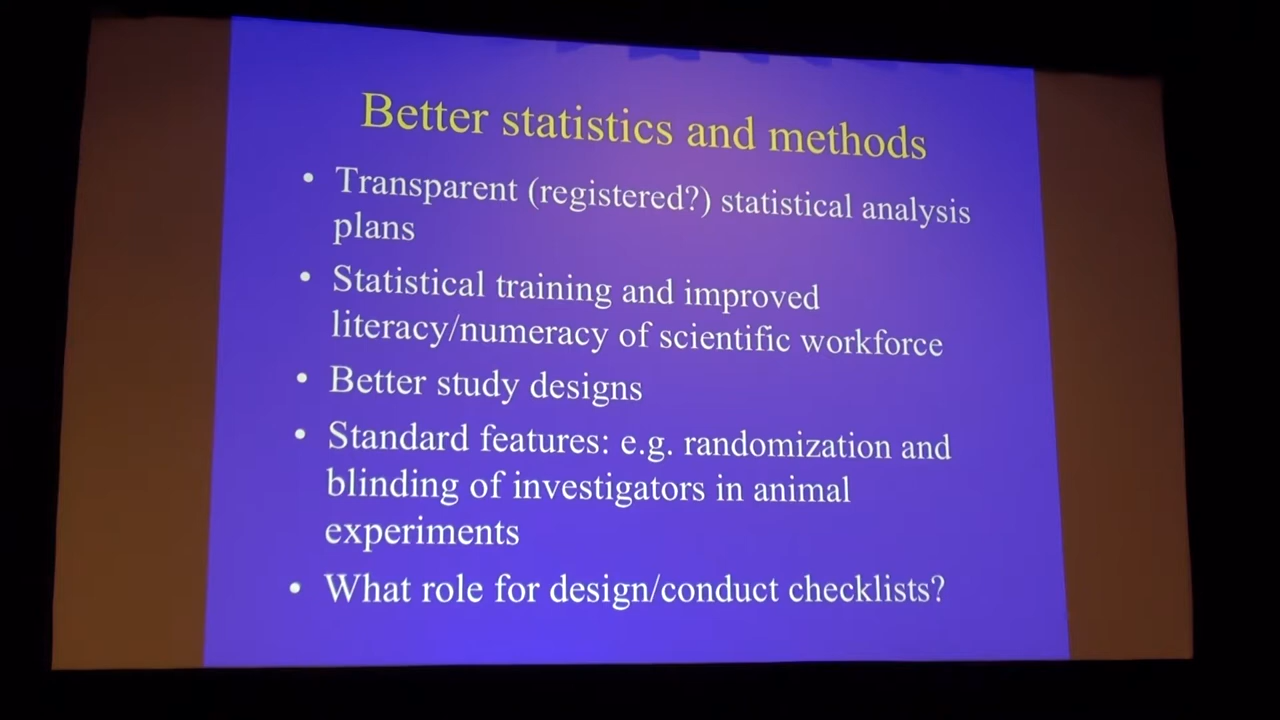 Better statistics and methods
• Transparent (registered?) statistical analysis
plans
• Statistical training and improved
literacy/numeracy of scientific workforce
• Better study designs
• Standard features: e.g. randomization and
blinding of investigators in animal
experiments
• What role for design/conduct checklists?